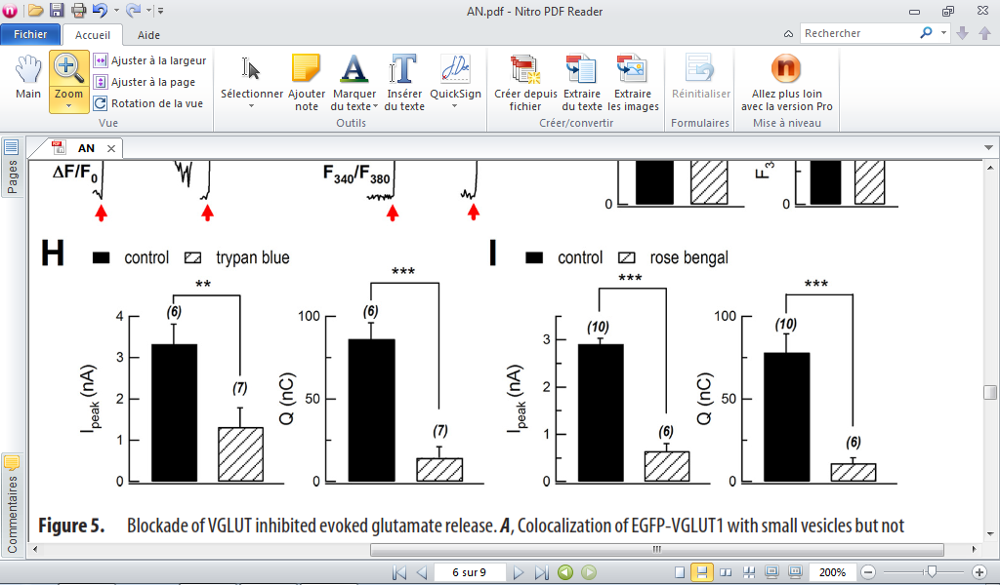 AN.pdf - Nitro PDF Reader
Fichier
Accueil
Aide
Rechercher
Main
Zoom
Ajuster à la largeur
Ajuster à la page
Rotation de la vue
Vue
Sélectionner
Ajouter note
Marquer du texte
Insérer du texte
QuickSign
Outils
Créer depuis fichier
Extraire du texte
Extraire les images
Créer/convertir
Réinitialiser
Formulaires
Allez plus loin avec la version Pro
Mise à niveau
AN
Pages
Commentaires
ΔF/F0
F340/F380
0
F3
0
H
control
trypan blue
I
control
rose bengal
**
(6)
(7)
4
3
2
1
0
Ipeak (nA)
***
(6)
(7)
100
50
0
Q (nC)
***
(10)
(6)
3
2
1
0
Ipeak (nA)
***
(10)
(6)
100
50
0
Q (nC)
Figure 5. Blockade of VGLUT inhibited evoked glutamate release. A, Colocalization of EGFP-VGLUT1 with small vesicles but not
6 sur 9
200%